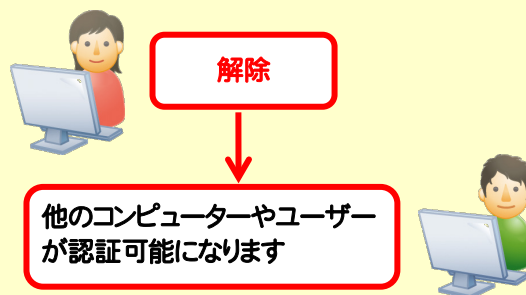 解除
他のコンピューターやユーザー
が認証可能になります